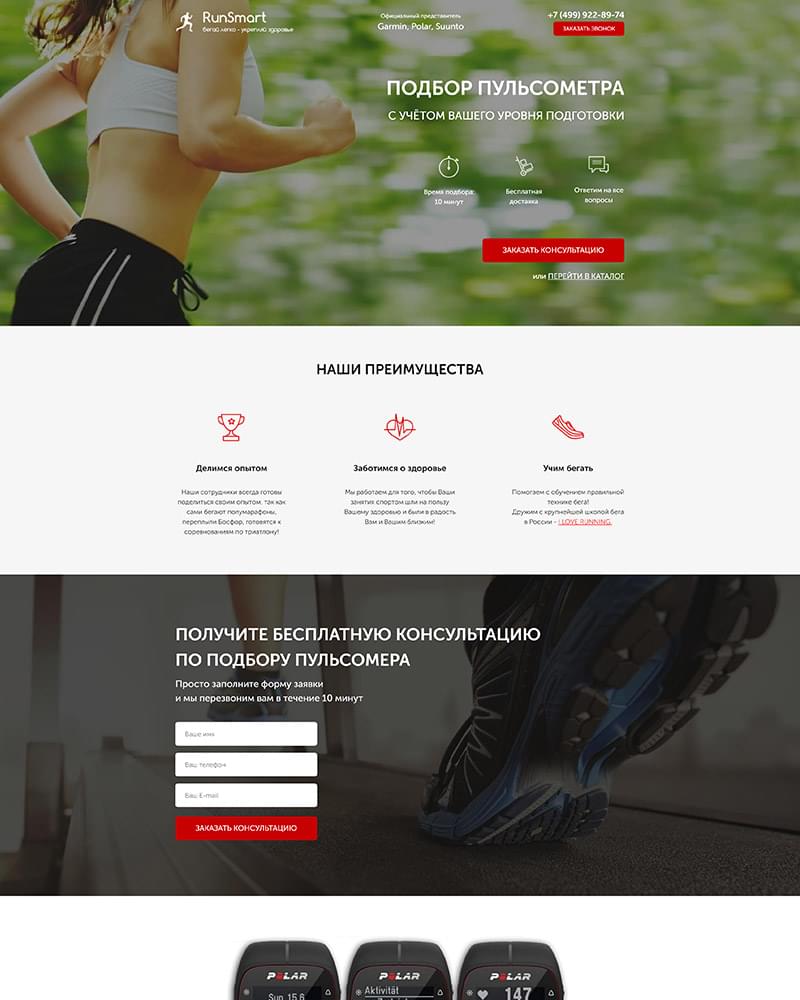 RunSmart
бегай легко - укрепляй здоровье
Официальный представитель
Garmin, Polar, Suunto
+7 (499) 922-89-74
ЗАКАЗАТЬ ЗВОНОК
ПОДБОР ПУЛЬСОМЕТРА
С УЧЁТОМ ВАШЕГО УРОВНЯ ПОДГОТОВКИ
Время подбора:
10 минут
Бесплатная
доставка
Ответим на все
вопросы
ЗАКАЗАТЬ КОНСУЛЬТАЦИЮ
или ПЕРЕЙТИ В КАТАЛОГ
НАШИ ПРЕИМУЩЕСТВА
Делимся опытом
Наши сотрудники всегда готовы
поделиться своим опытом, так как
сами бегают полумарафоны,
переплыли Босфор, готовятся к
соревнованиям по триатлону!
Заботимся о здоровье
Мы работаем для того, чтобы Ваши
занятия спортом шли на пользу
Вашему здоровью и были в радость
Вам и Вашим близким!
Учим бегать
Помогаем с обучением правильной
технике бега!
Дружим с крупнейшей школой бега
в России - I LOVE RUNNING.
ПОЛУЧИТЕ БЕСПЛАТНУЮ КОНСУЛЬТАЦИЮ
ПО ПОДБОРУ ПУЛЬСОМЕРА
Просто заполните форму заявки
и мы перезвоним вам в течение 10 минут
Ваше имя
Ваш телефон
Ваш E-mail
ЗАКАЗАТЬ КОНСУЛЬТАЦИЮ
POLAR POLAR POLAR
Sun, 15.6 Aktivität 147